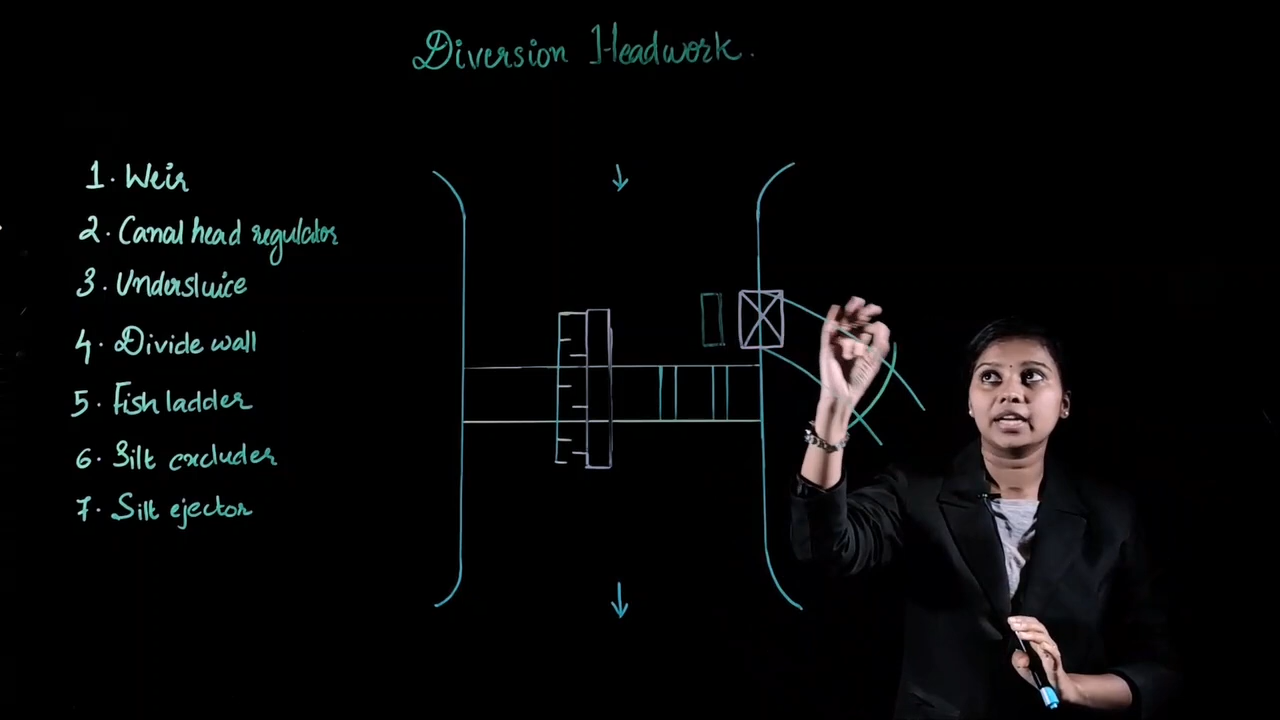 Diversion Headwork.
1. Weir
2. Canal head regulator
3. Undersluice
4. Divide wall
5. Fish ladder
6. Silt excluder
7. Silt ejector